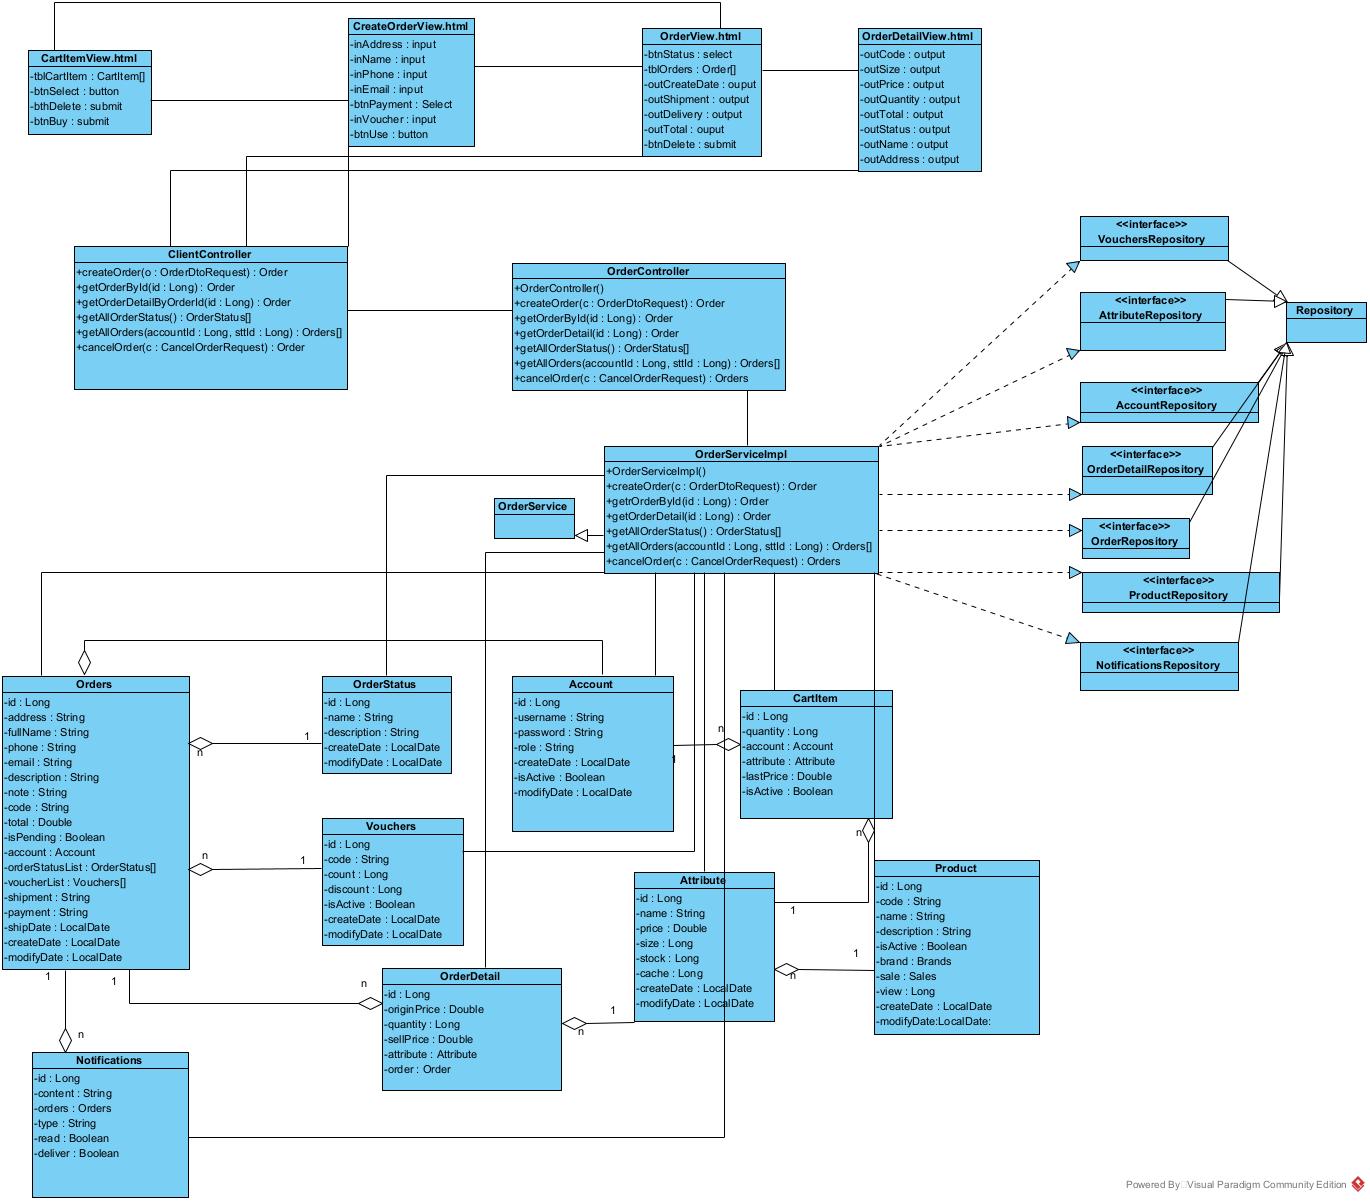 CartItemView.html
-tblCartItem : CartItem[]
-btnSelect : button
-bthDelete : submit
-btnBuy : submit
CreateOrderView.html
-inAddress : input
-inName : input
-inPhone : input
-inEmail : input
-btnPayment : Select
-inVoucher : input
-btnUse : button
OrderView.html
-btnStatus : select
-tblOrders : Order[]
-outCreateDate : ouput
-outShipment : output
-outDelivery : output
-outTotal : ouput
-btnDelete : submit
OrderDetailView.html
-outCode : output
-outSize : output
-outPrice : output
-outQuantity : output
-outTotal : output
-outStatus : output
-outName : output
-outAddress : output
ClientController
+createOrder(o : OrderDtoRequest) : Order
+getOrderById(id : Long) : Order
+getOrderDetailByOrderId(id : Long) : Order
+getAllOrderStatus() : OrderStatus[]
+getAllOrders(accountId : Long, sttId : Long) : Orders[]
+cancelOrder(c : CancelOrderRequest) : Order
OrderController
+OrderController()
+createOrder(c : OrderDtoRequest) : Order
+getOrderById(id : Long) : Order
+getOrderDetail(id : Long) : Order
+getAllOrderStatus() : OrderStatus[]
+getAllOrders(accountId : Long, sttId : Long) : Orders[]
+cancelOrder(c : CancelOrderRequest) : Orders
<<interface>>
VouchersRepository
<<interface>>
AttributeRepository
Repository
<<interface>>
AccountRepository
<<interface>>
OrderDetailRepository
<<interface>>
OrderRepository
<<interface>>
ProductRepository
<<interface>>
NotificationsRepository
OrderServiceImpl
+OrderServiceImpl()
+createOrder(c : OrderDtoRequest) : Order
+getrOrderById(id : Long) : Order
+getOrderDetail(id : Long) : Order
+getAllOrderStatus() : OrderStatus[]
+getAllOrders(accountId : Long, sttId : Long) : Orders[]
+cancelOrder(c : CancelOrderRequest) : Orders
OrderService
Orders
-id : Long
-address : String
-fullName : String
-phone : String
-email : String
-description : String
-note : String
-code : String
-total : Double
-isPending : Boolean
-account : Account
-orderStatusList : OrderStatus[]
-voucherList : Vouchers[]
-shipment : String
-payment : String
-shipDate : LocalDate
-createDate : LocalDate
-modifyDate : LocalDate
n
1
OrderStatus
-id : Long
-name : String
-description : String
-createDate : LocalDate
-modifyDate : LocalDate
Account
-id : Long
-username : String
-password : String
-role : String
-createDate : LocalDate
-isActive : Boolean
-modifyDate : LocalDate
1
n
CartItem
-id : Long
-quantity : Long
-account : Account
-attribute : Attribute
-lastPrice : Double
-isActive : Boolean
n
1
n
1
Vouchers
-id : Long
-code : String
-count : Long
-discount : Long
-isActive : Boolean
-createDate : LocalDate
-modifyDate : LocalDate
Attribute
-id : Long
-name : String
-price : Double
-size : Long
-stock : Long
-cache : Long
-createDate : LocalDate
-modifyDate : LocalDate
n
1
Product
-id : Long
-code : String
-name : String
-description : String
-isActive : Boolean
-brand : Brands
-sale : Sales
-view : Long
-createDate : LocalDate
-modifyDate:LocalDate:
1
n
OrderDetail
-id : Long
-originPrice : Double
-quantity : Long
-sellPrice : Double
-attribute : Attribute
-order : Order
n
1
1
n
Notifications
-id : Long
-content : String
-orders : Orders
-type : String
-read : Boolean
-deliver : Boolean
Powered By Visual Paradigm Community Edition